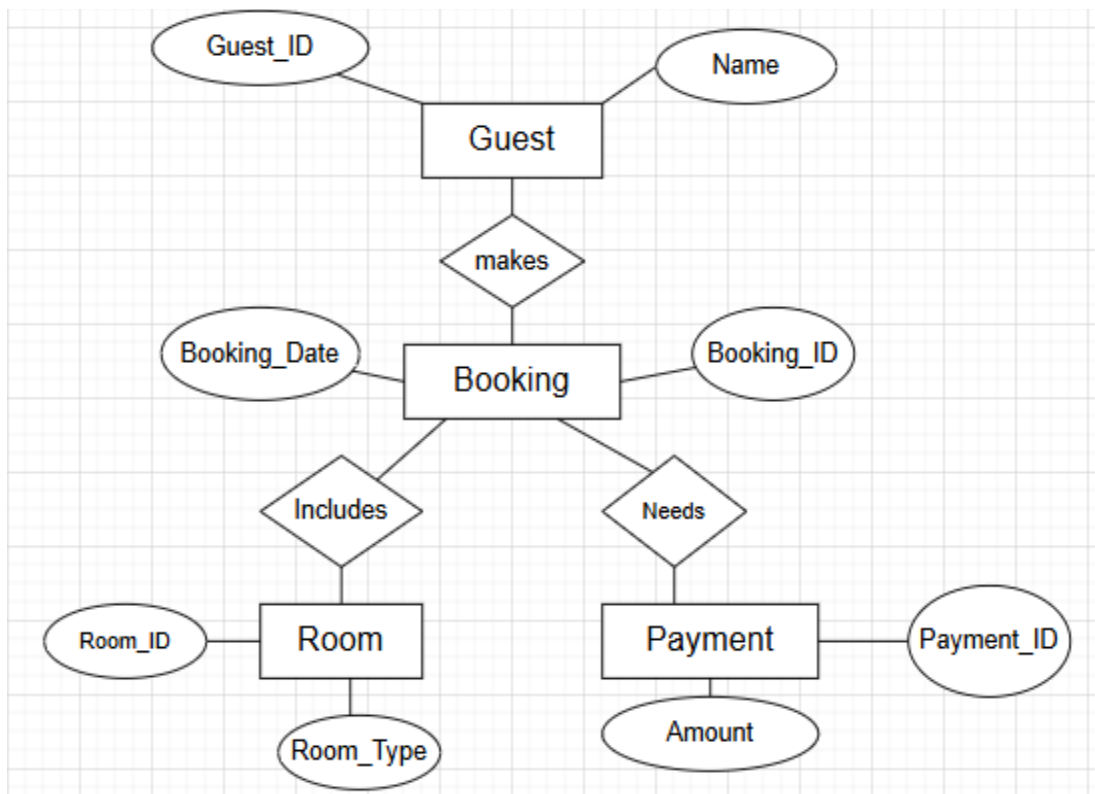 Guest_ID
Name
Guest
makes
Booking_Date
Booking_ID
Booking
Includes
Needs
Room_ID
Room
Payment
Payment_ID
Room_Type
Amount